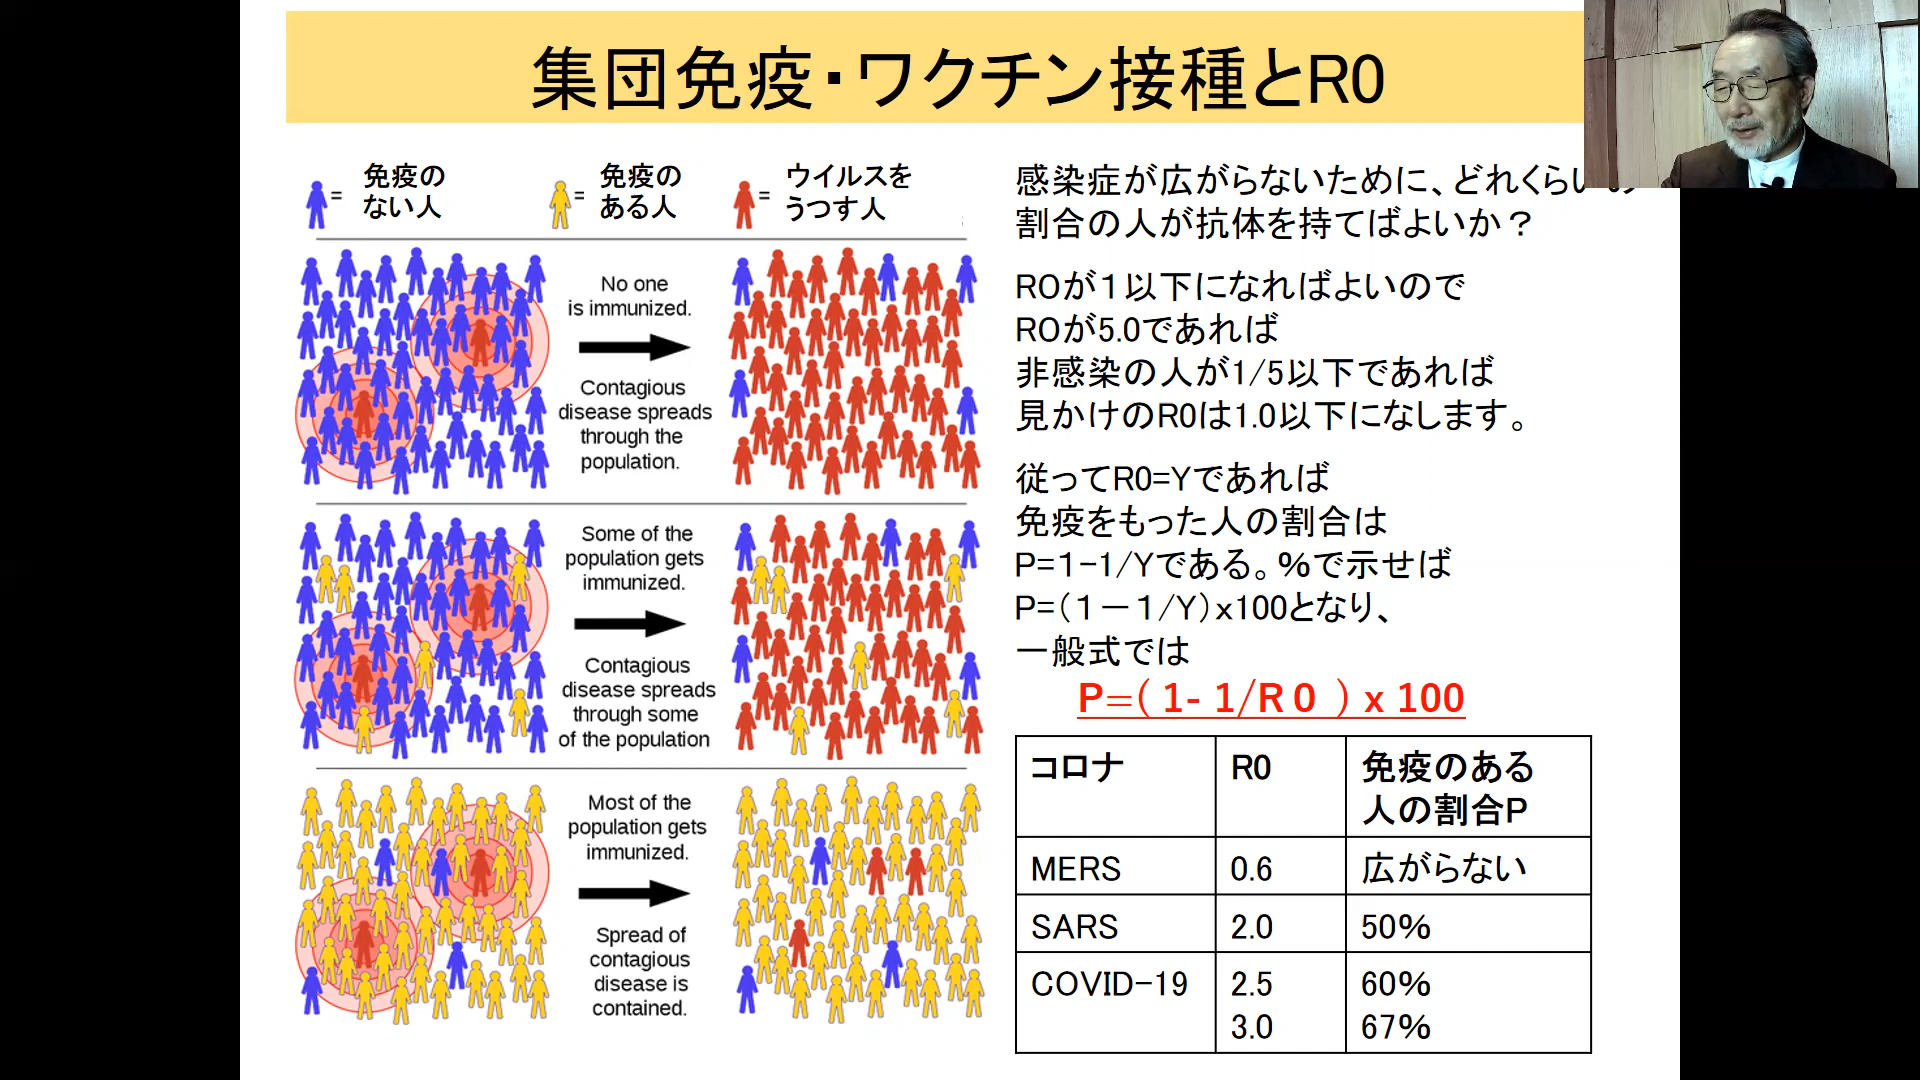 集団免疫・ワクチン接種とR0
= 免疫の
ない人
= 免疫の
ある人
= ウイルスを
うつす人
No one
is immunized.
Contagious
disease spreads
through the
population.
Some of the
population gets
immunized.
Contagious
disease spreads
through some
of the population
Most of the
population gets
immunized.
Spread of
contagious
disease is
contained.
感染症が広がらないために、どれくらいの
割合の人が抗体を持てばよいか？
R0が１以下になればよいので
R0が5.0であれば
非感染の人が1/5以下であれば
見かけのR0は1.0以下になします。
従ってR0=Yであれば
免疫をもった人の割合は
P=1-1/Yである。%で示せば
P=（１－１/Y）x100となり、
一般式では
P=( 1- 1/R 0 ) x 100
コロナ R0 免疫のある
人の割合P
MERS 0.6 広がらない
SARS 2.0 50%
COVID-19 2.5 60%
3.0 67%